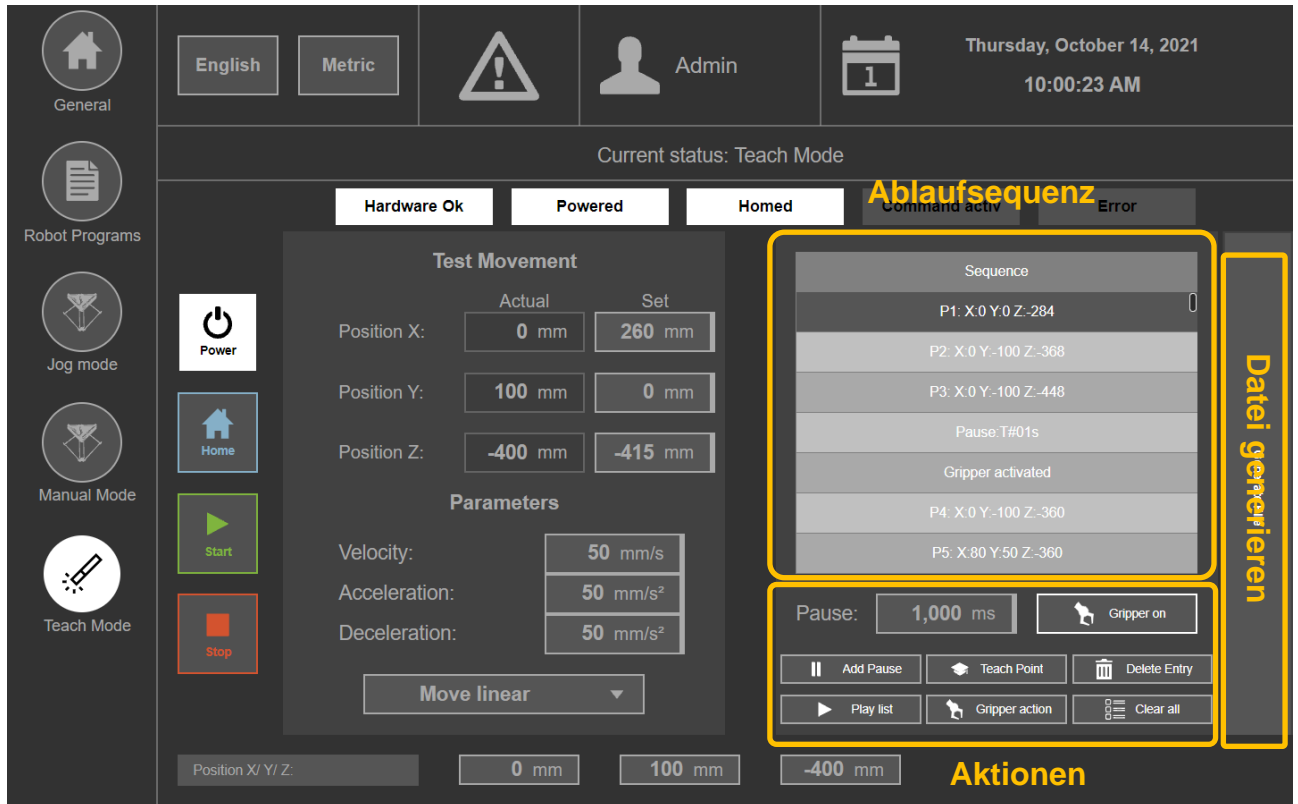 General
Robot Programs
Jog mode
Manual Mode
Teach Mode
English Metric
Admin
1
Thursday, October 14, 2021
10:00:23 AM
Current status: Teach Mode
Hardware Ok Powered Homed Command activ Error
Ablaufsequenz
Power
Home
Start
Stop
Test Movement
Actual Set
Position X: 0 mm 260 mm
Position Y: 100 mm 0 mm
Position Z: -400 mm -415 mm
Parameters
Velocity: 50 mm/s
Acceleration: 50 mm/s²
Deceleration: 50 mm/s²
Move linear
Sequence
P1: X:0 Y:0 Z:-284
P2: X:0 Y:-100 Z:-368
P3: X:0 Y:-100 Z:-448
Pause:T#01s
Gripper activated
P4: X:0 Y:-100 Z:-360
P5: X:80 Y:50 Z:-360
Pause: 1,000 ms Gripper on
Add Pause Teach Point Delete Entry
Play list Gripper action Clear all
Datei generieren
Position X/ Y/ Z: 0 mm 100 mm -400 mm
Aktionen